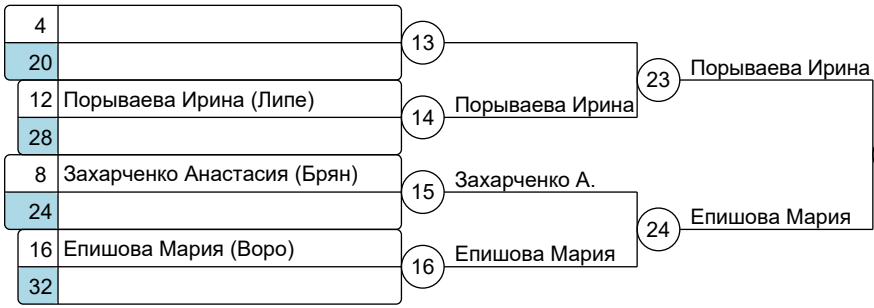 4
13
20
23 Порываева Ирина
12 Порываева Ирина (Липе)
14 Порываева Ирина
28
8 Захарченко Анастасия (Брян)
15 Захарченко А.
24
24 Епишова Мария
16 Епишова Мария (Воро)
16 Епишова Мария
32